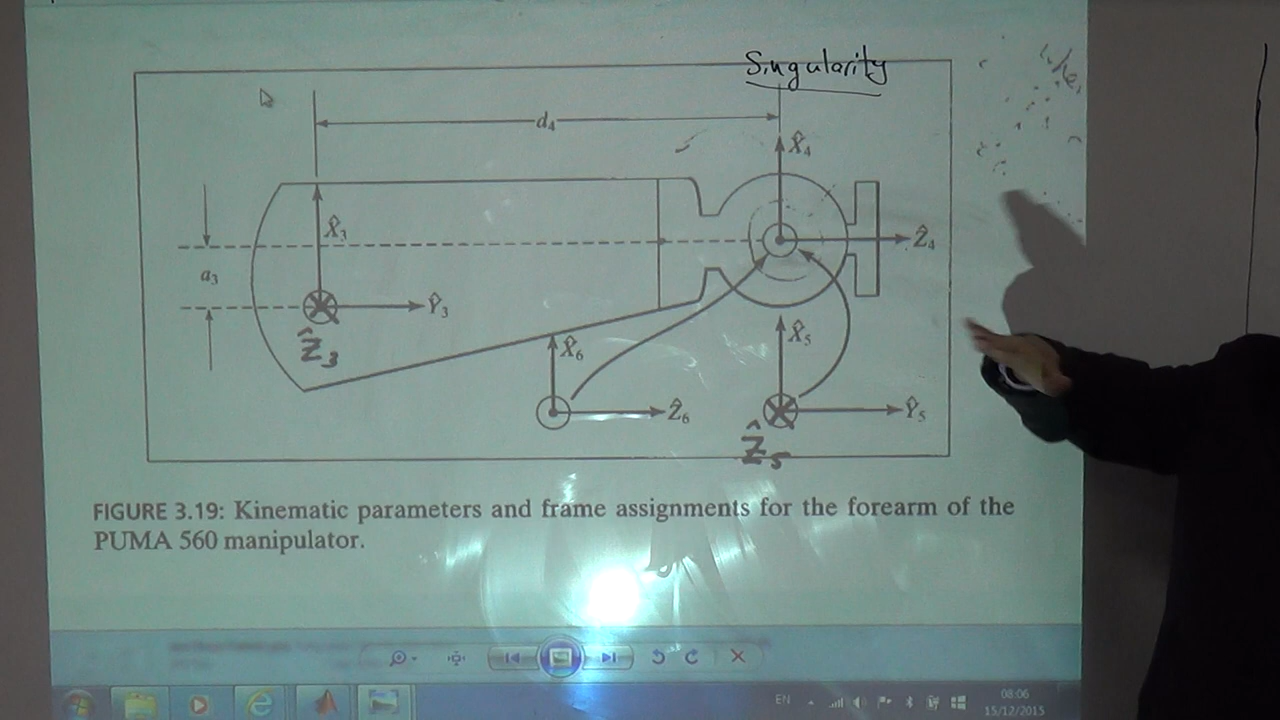 Singularity
d₄
X̂₄
X̂₃
Ẑ₄
a₃
Ŷ₃
Ẑ₃
X̂₆
X̂₅
Ẑ₆
Ŷ₅
Ẑ₅
FIGURE 3.19: Kinematic parameters and frame assignments for the forearm of the
PUMA 560 manipulator.
EN
08:06
15/12/2015